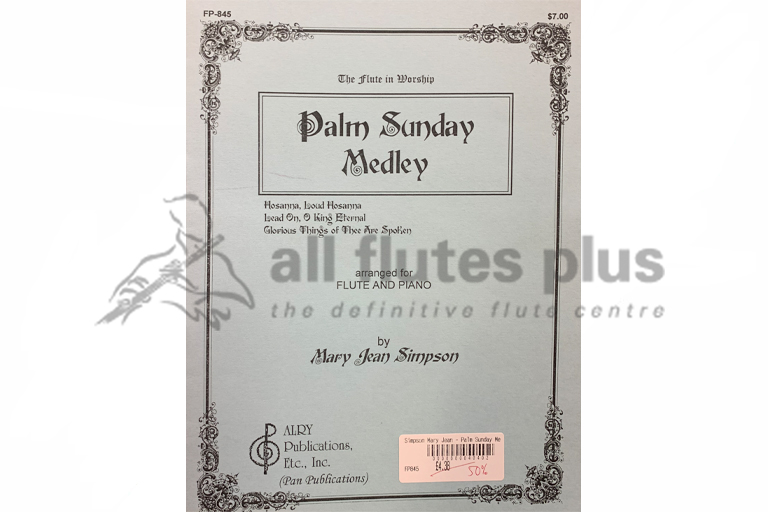 FP-845
$7.00
The Flute in Worship
Palm Sunday
Medley
Hosanna, Loud Hosanna
Lead On, O King Eternal
Glorious Things of Thee Are Spoken
all flutes plus
the definitive flute centre
arranged for
FLUTE AND PIANO
by
Mary Jean Simpson
ALRY
Publications,
Etc., Inc.
(Pan Publications)
Simpson Mary Jean - Palm Sunday Me
FP845
£4.38
50%